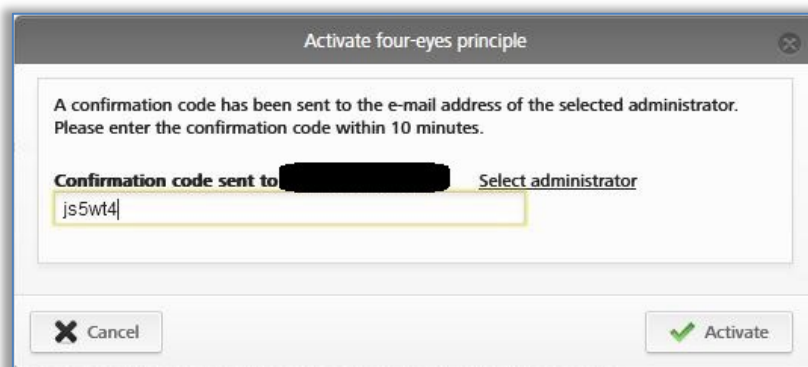 Activate four-eyes principle
A confirmation code has been sent to the e-mail address of the selected administrator.
Please enter the confirmation code within 10 minutes.
Confirmation code sent to
Select administrator
js5wt4
Cancel
Activate